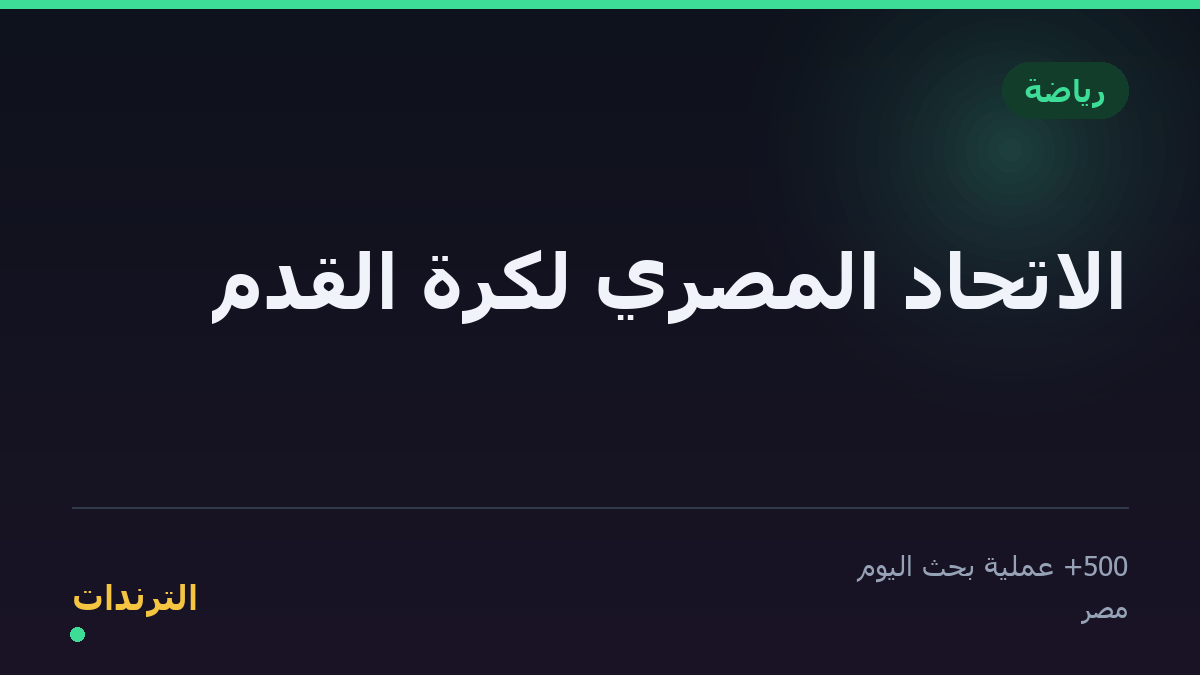 رياضة
الاتحاد المصري لكرة القدم
500+ عملية بحث اليوم
مصر
الترندات